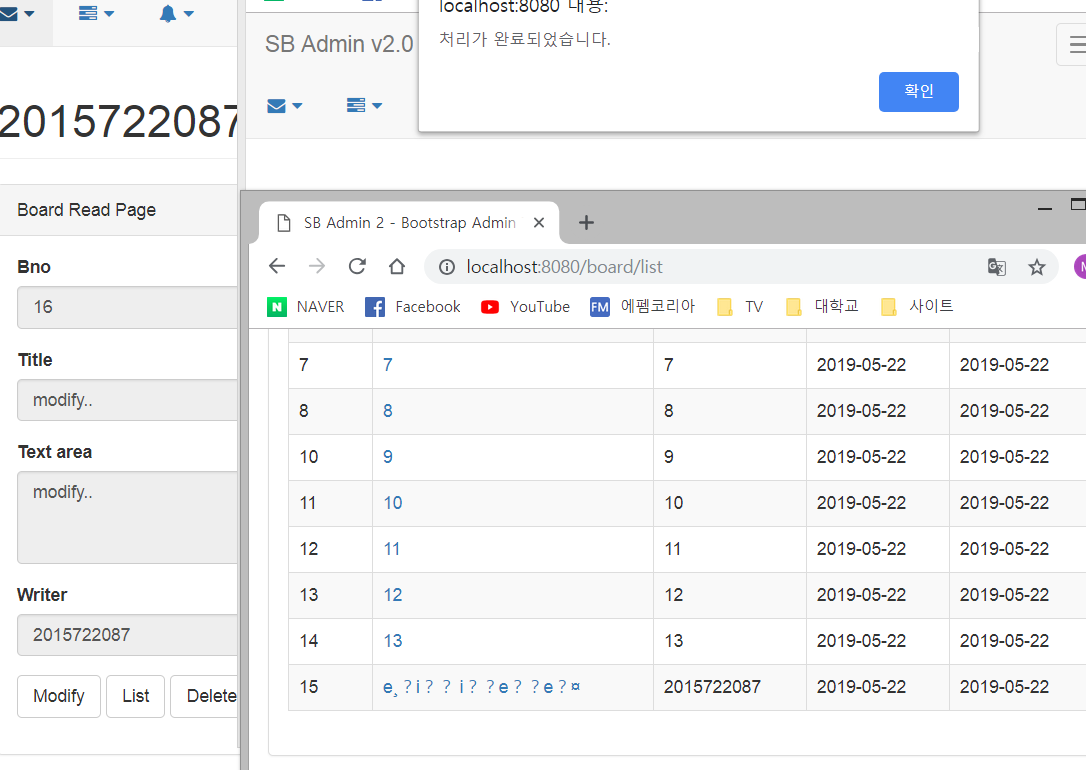 localhost:8080 내용:
처리가 완료되었습니다.
확인
SB Admin v2.0
2015722087
Board Read Page
Bno
16
Title
modify..
Text area
modify..
Writer
2015722087
Modify List Delete
SB Admin 2 - Bootstrap Admin
localhost:8080/board/list
NAVER Facebook YouTube FM 에펨코리아 TV 대학교 사이트
7 7 7 2019-05-22 2019-05-22
8 8 8 2019-05-22 2019-05-22
10 9 9 2019-05-22 2019-05-22
11 10 10 2019-05-22 2019-05-22
12 11 11 2019-05-22 2019-05-22
13 12 12 2019-05-22 2019-05-22
14 13 13 2019-05-22 2019-05-22
15 e¸?i? ? i? ?e? ?e?¤ 2015722087 2019-05-22 2019-05-22